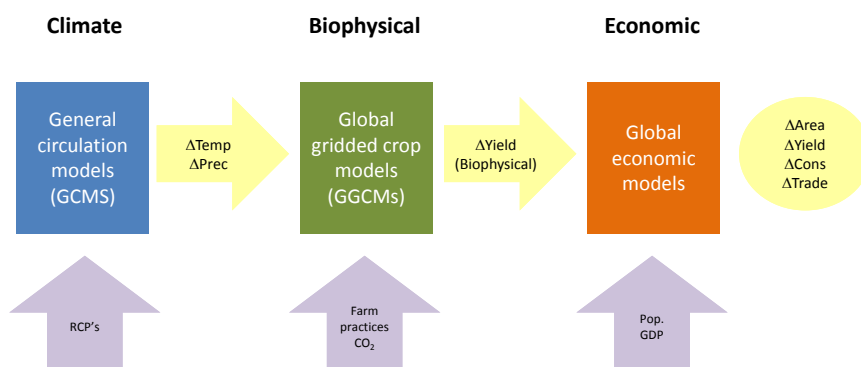 Climate
Biophysical
Economic
General
circulation
models
(GCMS)
ΔTemp
ΔPrec
Global
gridded crop
models
(GGCMs)
ΔYield
(Biophysical)
Global
economic
models
ΔArea
ΔYield
ΔCons
ΔTrade
RCP's
Farm
practices
CO₂
Pop.
GDP